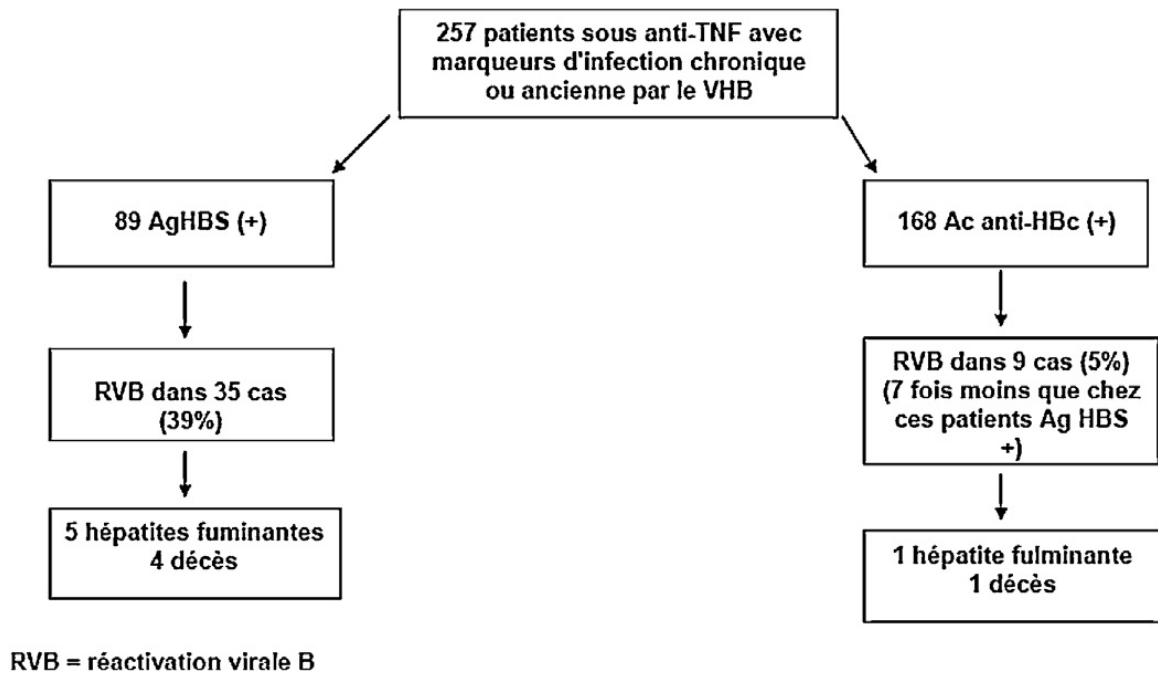 257 patients sous anti-TNF avec
marqueurs d'infection chronique
ou ancienne par le VHB
89 AgHBS (+)
168 Ac anti-HBc (+)
RVB dans 35 cas
(39%)
RVB dans 9 cas (5%)
(7 fois moins que chez
ces patients Ag HBS
+)
5 hépatites fuminantes
4 décès
1 hépatite fulminante
1 décès
RVB = réactivation virale B